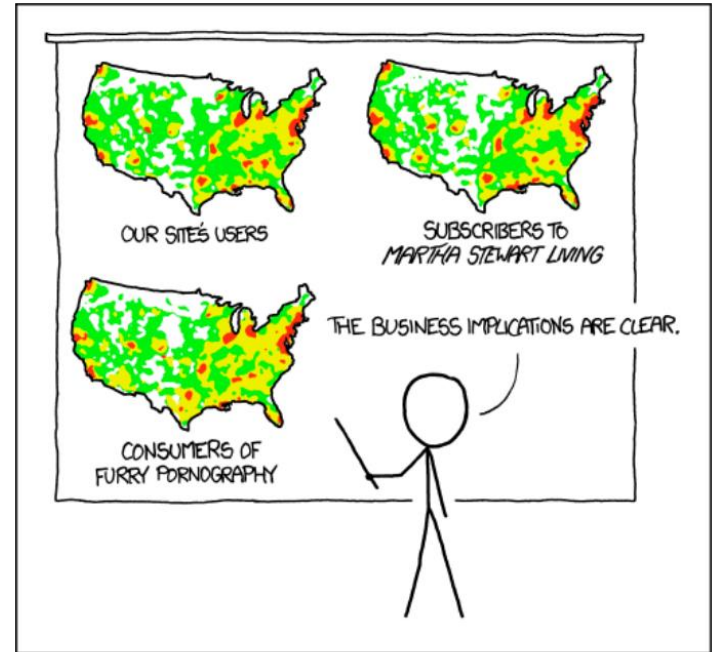 OUR SITE'S USERS
SUBSCRIBERS TO
MARTHA STEWART LIVING
CONSUMERS OF
FURRY PORNOGRAPHY
THE BUSINESS IMPLICATIONS ARE CLEAR.